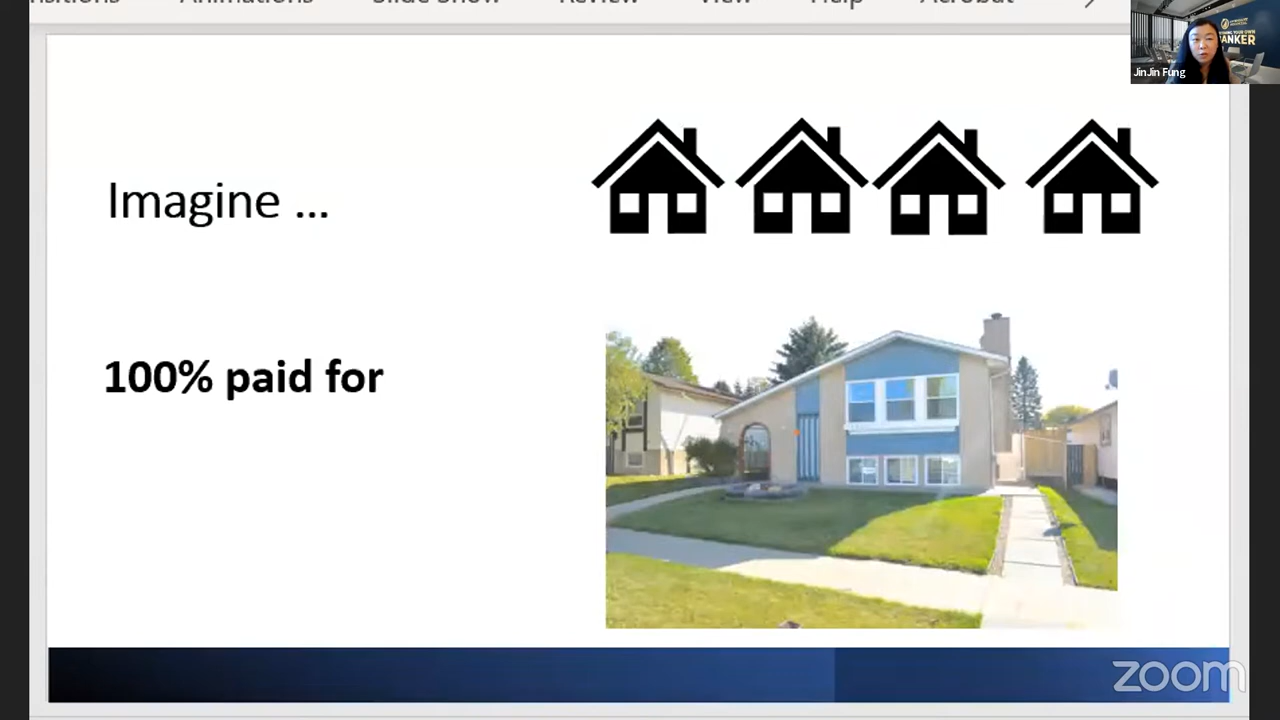 Animations
Slide Show
Review
View
Help
Acrobat
JinJin Fung
Imagine ...
100% paid for
zoom